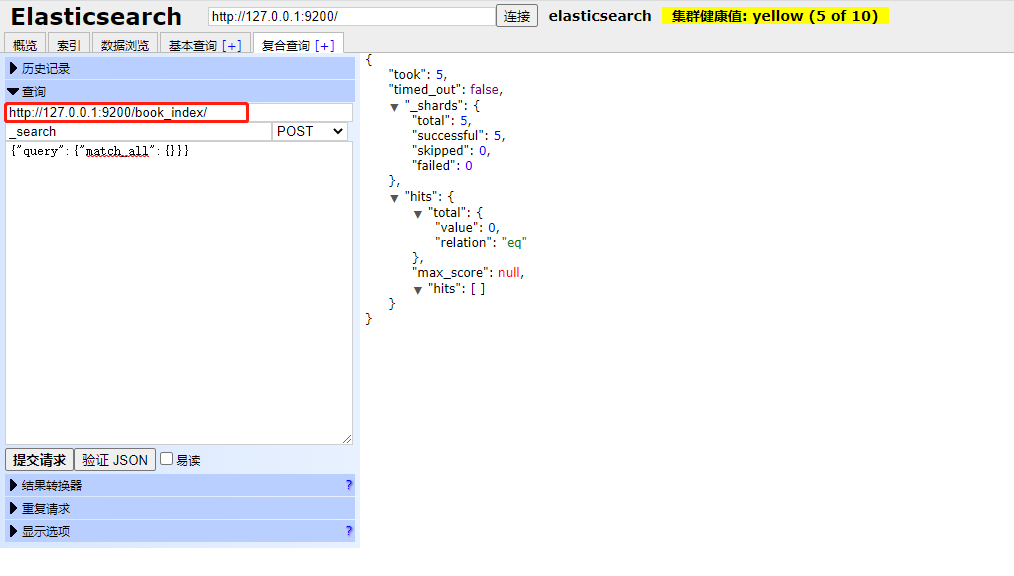 Elasticsearch http://127.0.0.1:9200/ 连接 elasticsearch 集群健康值: yellow (5 of 10)
概览 索引 数据浏览 基本查询 [+] 复合查询 [+]
历史记录
查询
http://127.0.0.1:9200/book_index/
_search POST
{"query":{"match_all":{}}}
提交请求 验证 JSON 易读
结果转换器 ?
重复请求
显示选项 ?
{
"took": 5,
"timed_out": false,
"_shards": {
"total": 5,
"successful": 5,
"skipped": 0,
"failed": 0
},
"hits": {
"total": {
"value": 0,
"relation": "eq"
},
"max_score": null,
"hits": [ ]
}
}